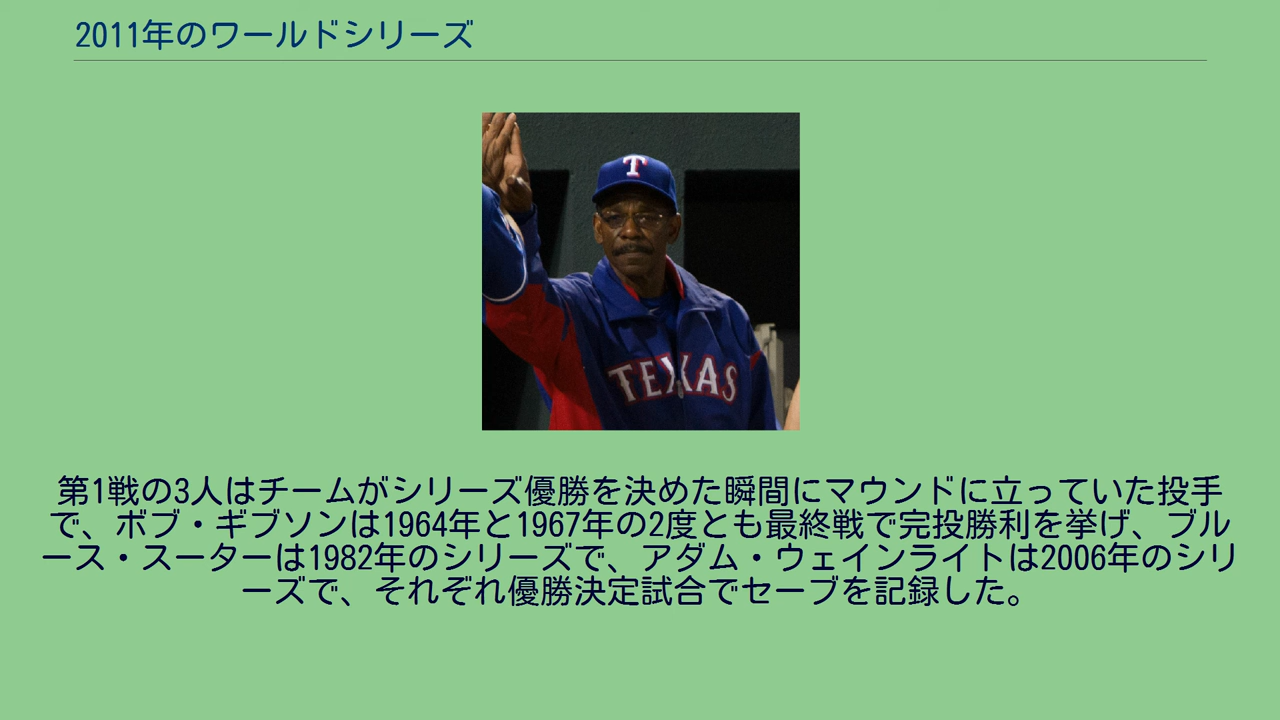 2011年のワールドシリーズ
T
TEXAS
第1戦の3人はチームがシリーズ優勝を決めた瞬間にマウンドに立っていた投手
で、ボブ・ギブソンは1964年と1967年の2度とも最終戦で完投勝利を挙げ、ブル
ース・スーターは1982年のシリーズで、アダム・ウェインライトは2006年のシリ
ーズで、それぞれ優勝決定試合でセーブを記録した。